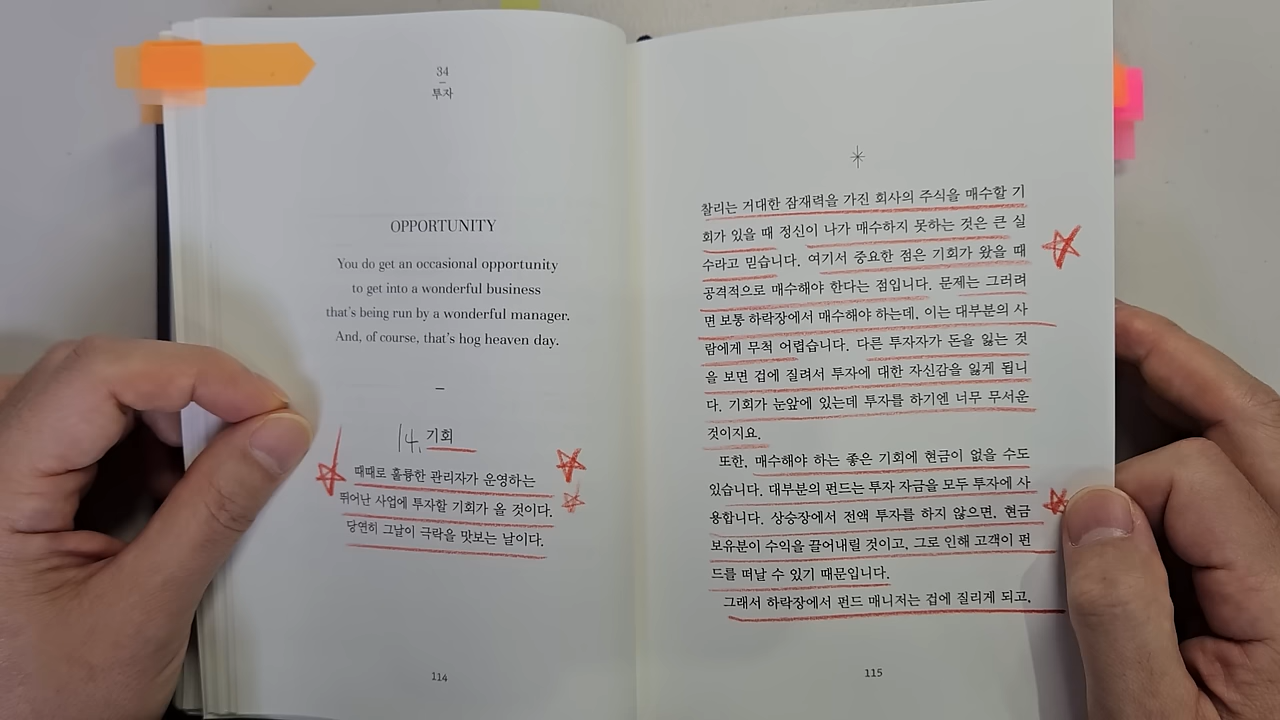 34
투자
OPPORTUNITY
You do get an occasional opportunity
to get into a wonderful business
that's being run by a wonderful manager.
And, of course, that's hog heaven day.
14. 기회
때때로 훌륭한 관리자가 운영하는
뛰어난 사업에 투자할 기회가 올 것이다.
당연히 그날이 극락을 맛보는 날이다.
114
찰리는 거대한 잠재력을 가진 회사의 주식을 매수할 기
회가 있을 때 정신이 나가 매수하지 못하는 것은 큰 실
수라고 믿습니다. 여기서 중요한 점은 기회가 왔을 때
공격적으로 매수해야 한다는 점입니다. 문제는 그러려
면 보통 하락장에서 매수해야 하는데, 이는 대부분의 사
람에게 무척 어렵습니다. 다른 투자자가 돈을 잃는 것
을 보면 겁에 질려서 투자에 대한 자신감을 잃게 됩니
다. 기회가 눈앞에 있는데 투자를 하기엔 너무 무서운
것이지요.
또한, 매수해야 하는 좋은 기회에 현금이 없을 수도
있습니다. 대부분의 펀드는 투자 자금을 모두 투자에 사
용합니다. 상승장에서 전액 투자를 하지 않으면, 현금
보유분이 수익을 끌어내릴 것이고, 그로 인해 고객이 펀
드를 떠날 수 있기 때문입니다.
그래서 하락장에서 펀드 매니저는 겁에 질리게 되고,
115